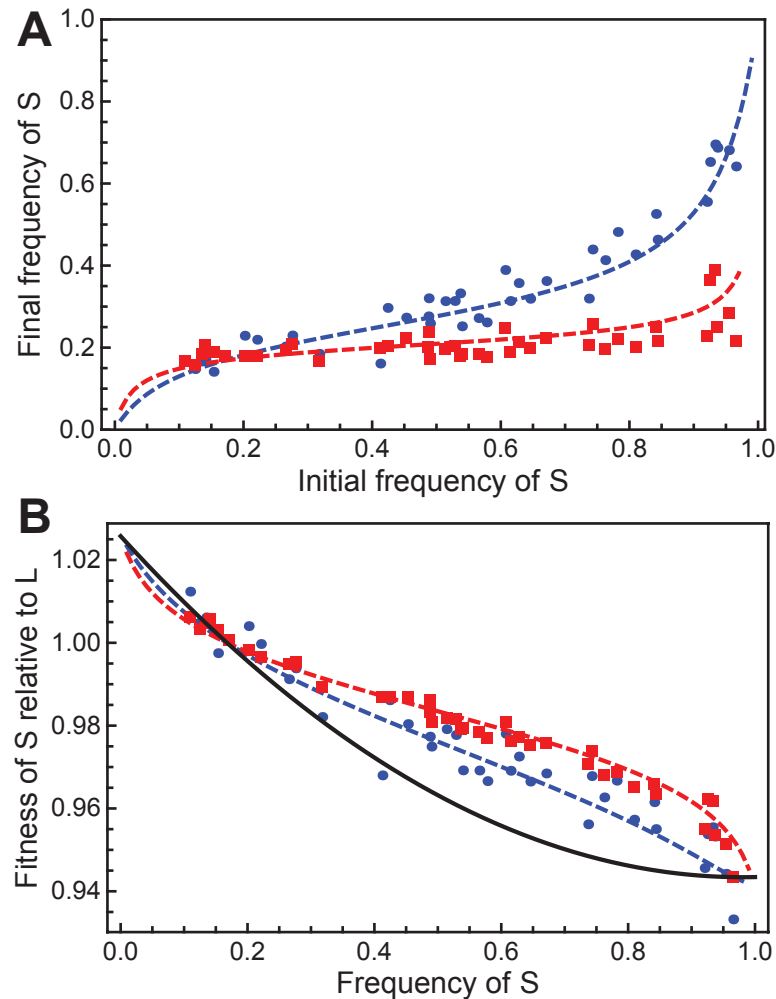 A
1.0
0.8
0.6
0.4
0.2
0.0
Final frequency of S
0.0 0.2 0.4 0.6 0.8 1.0
Initial frequency of S
B
1.02
1.00
0.98
0.96
0.94
Fitness of S relative to L
0.0 0.2 0.4 0.6 0.8 1.0
Frequency of S